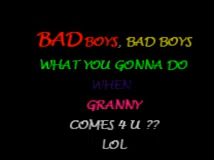 BAD BOYS, BAD BOYS
WHAT YOU GONNA DO
WHEN
GRANNY
COMES 4 U ??
LOL